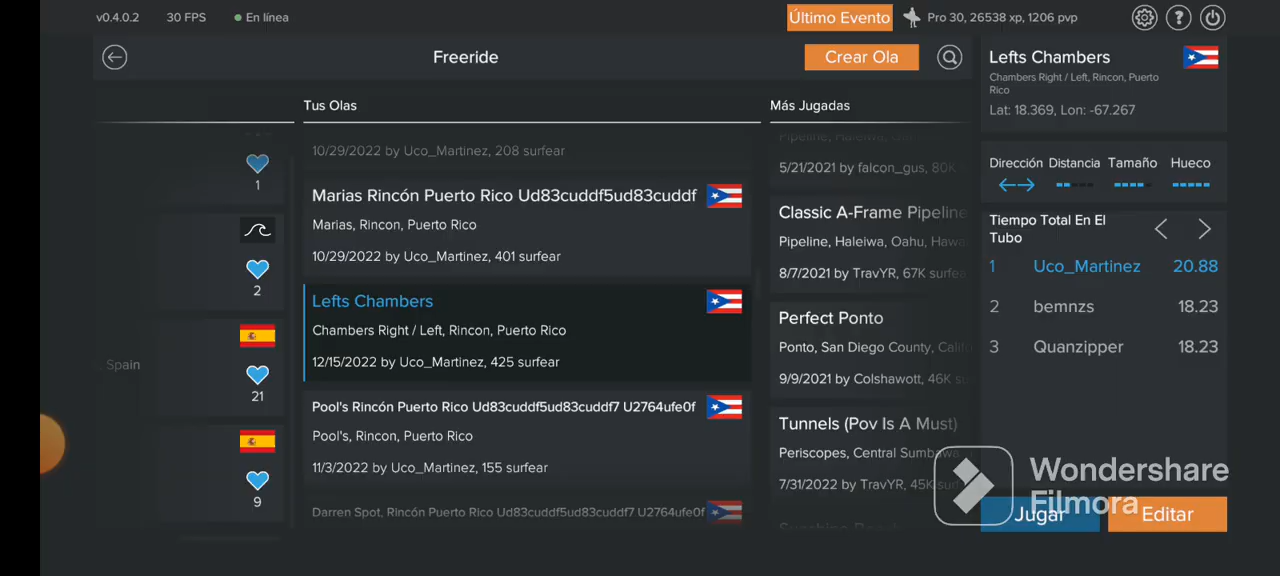 v0.4.0.2
30 FPS
En línea
Último Evento
Pro 30, 26538 xp, 1206 pvp
?
Freeride
Crear Ola
Spain
1
2
21
9
Tus Olas
10/29/2022 by Uco_Martinez, 208 surfear
Marias Rincón Puerto Rico Ud83cuddf5ud83cuddf
Marias, Rincon, Puerto Rico
10/29/2022 by Uco_Martinez, 401 surfear
Lefts Chambers
Chambers Right / Left, Rincon, Puerto Rico
12/15/2022 by Uco_Martinez, 425 surfear
Pool's Rincón Puerto Rico Ud83cuddf5ud83cuddf7 U2764ufe0f
Pool's, Rincon, Puerto Rico
11/3/2022 by Uco_Martinez, 155 surfear
Darren Spot, Rincón Puerto Rico Ud83cuddf5ud83cuddf7 U2764ufe0f
Más Jugadas
Pipeline, Haleiwa,
5/21/2021 by falcon_gus, 80K
Classic A-Frame Pipeline
Pipeline, Haleiwa, Oahu, Hawa
8/7/2021 by TravYR, 67K surfea
Perfect Ponto
Ponto, San Diego County, Calif
9/9/2021 by Colshawott, 46K su
Tunnels (Pov Is A Must)
Periscopes, Central Sumbawa
7/31/2022 by TravYR, 45K sur
Lefts Chambers
Chambers Right / Left, Rincon, Puerto
Rico
Lat: 18.369, Lon: -67.267
Dirección Distancia Tamaño Hueco
Tiempo Total En El
Tubo
1 Uco_Martinez 20.88
2 bemnzs 18.23
3 Quanzipper 18.23
Wondershare
Filmora
Jugar
Editar